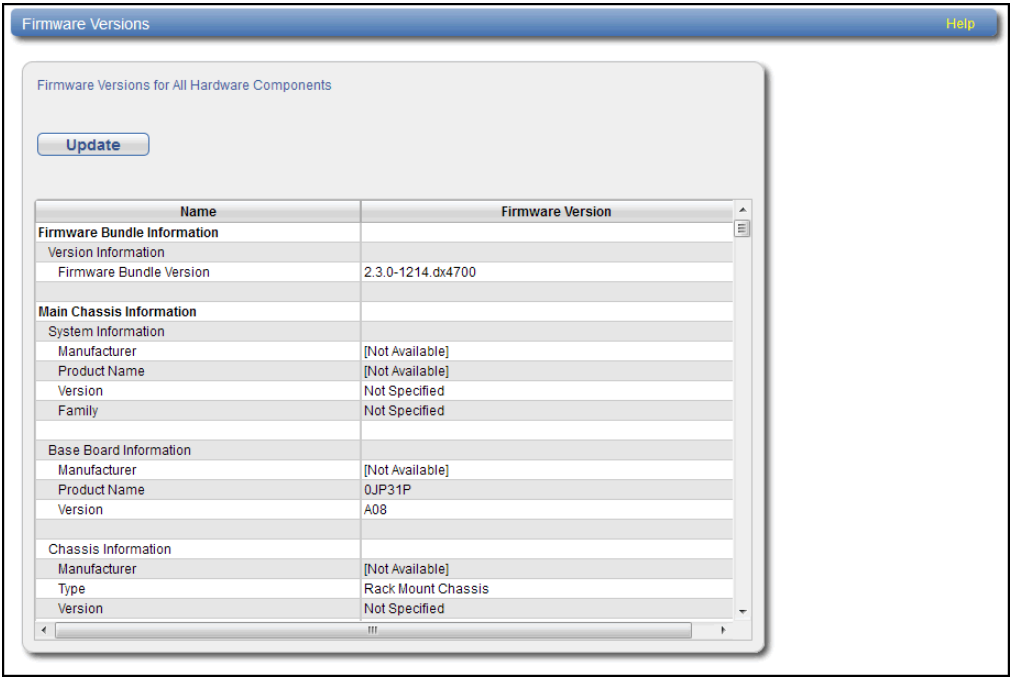 Firmware Versions Help
Firmware Versions for All Hardware Components
Update
Name Firmware Version
Firmware Bundle Information
Version Information
Firmware Bundle Version 2.3.0-1214.dx4700
Main Chassis Information
System Information
Manufacturer [Not Available]
Product Name [Not Available]
Version Not Specified
Family Not Specified
Base Board Information
Manufacturer [Not Available]
Product Name 0JP31P
Version A08
Chassis Information
Manufacturer [Not Available]
Type Rack Mount Chassis
Version Not Specified